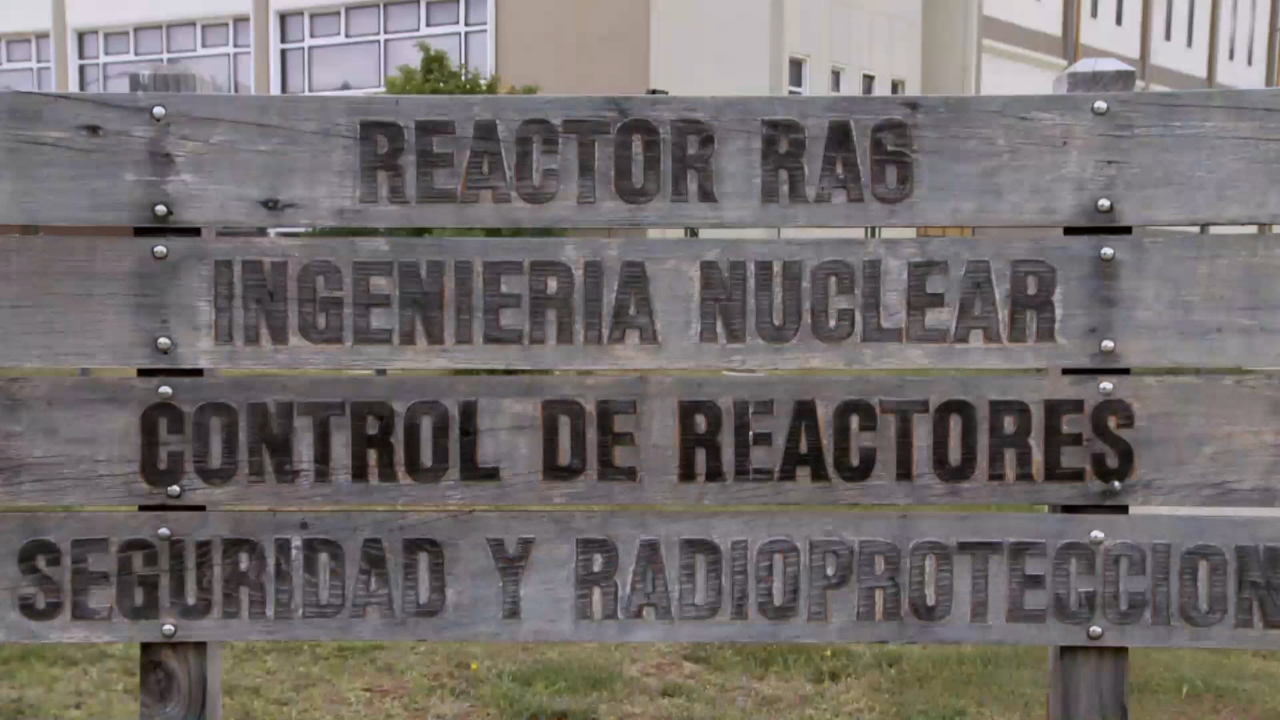 REACTOR RA6
INGENIERIA NUCLEAR
CONTROL DE REACTORES
SEGURIDAD Y RADIOPROTECCION